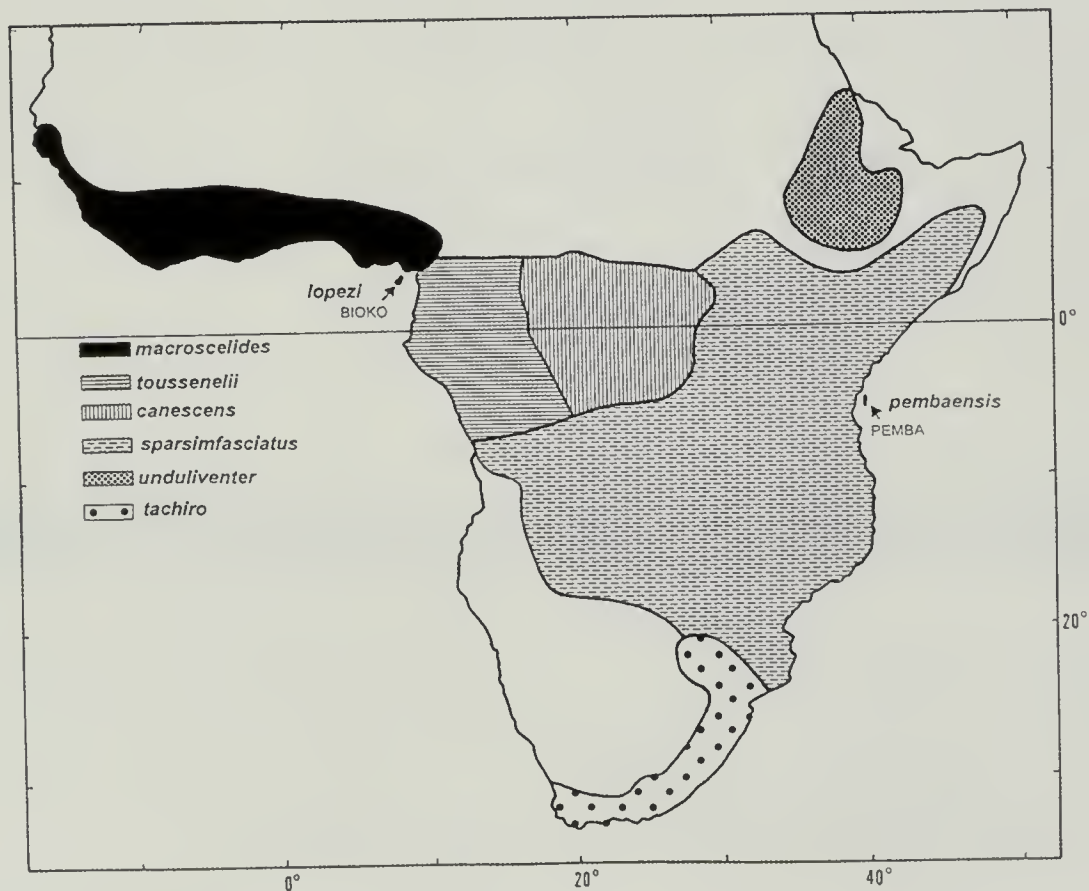 lopezi
BIOKO
0°
macroscelides
toussenelii
pembaensis
canescens
PEMBA
sparsimfasciatus
unduliventer
tachiro
20°
0°
20°
40°